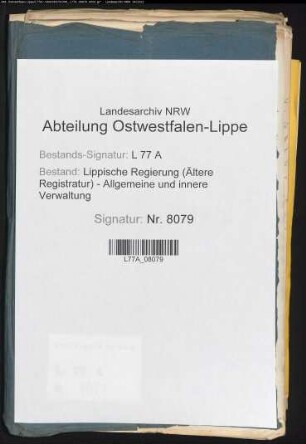 Landesarchiv NRW
Abteilung Ostwestfalen-Lippe
Bestands-Signatur: L 77 A
Bestand: Lippische Regierung (Ältere
Registratur) - Allgemeine und innere
Verwaltung
Signatur: Nr. 8079
L77A_08079